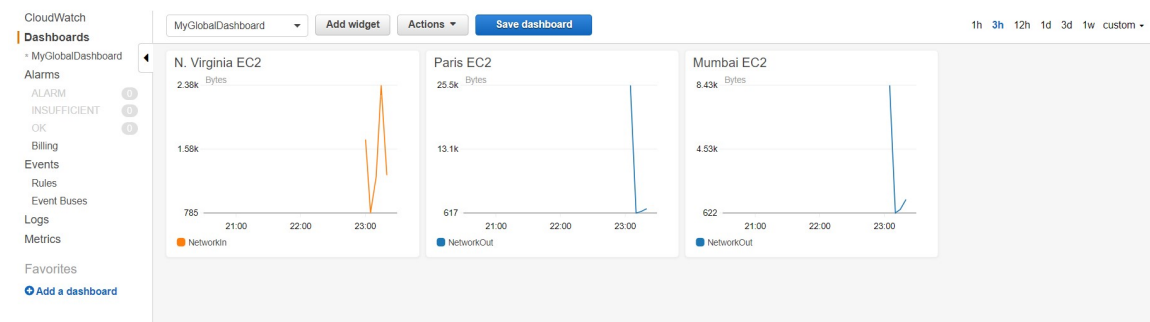 CloudWatch
Dashboards
MyGlobalDashboard
Alarms
ALARM 0
INSUFFICIENT 0
OK 0
Billing
Events
Rules
Event Buses
Logs
Metrics
Favorites
Add a dashboard
MyGlobalDashboard Add widget Actions Save dashboard 1h 3h 12h 1d 3d 1w custom
N. Virginia EC2
Bytes
2.38k
1.58k
785
21:00 22:00 23:00
NetworkIn
Paris EC2
Bytes
25.5k
13.1k
617
21:00 22:00 23:00
NetworkOut
Mumbai EC2
Bytes
8.43k
4.53k
622
21:00 22:00 23:00
NetworkOut